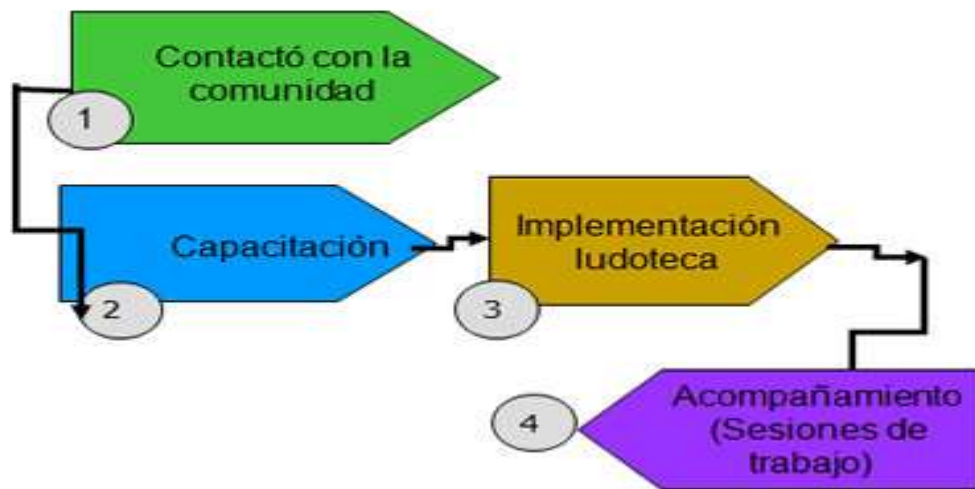 Contactó con la
comunidad
1
Capacitación
2
Implementación
ludoteca
3
Acompañamiento
(Sesiones de
trabajo)
4